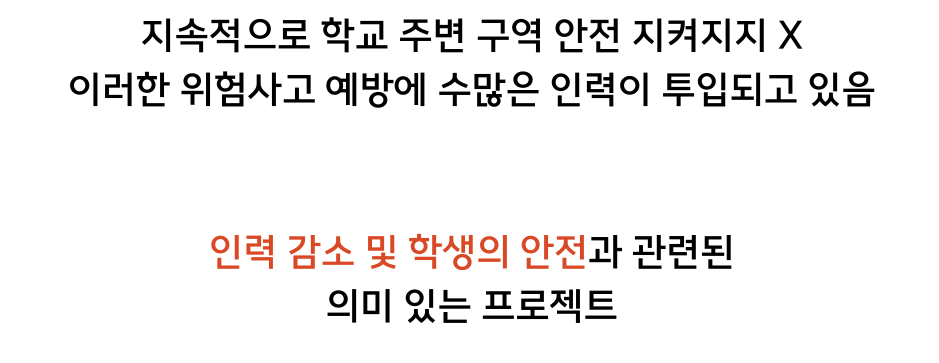 지속적으로 학교 주변 구역 안전 지켜지지 X
이러한 위험사고 예방에 수많은 인력이 투입되고 있음
인력 감소 및 학생의 안전과 관련된
의미 있는 프로젝트